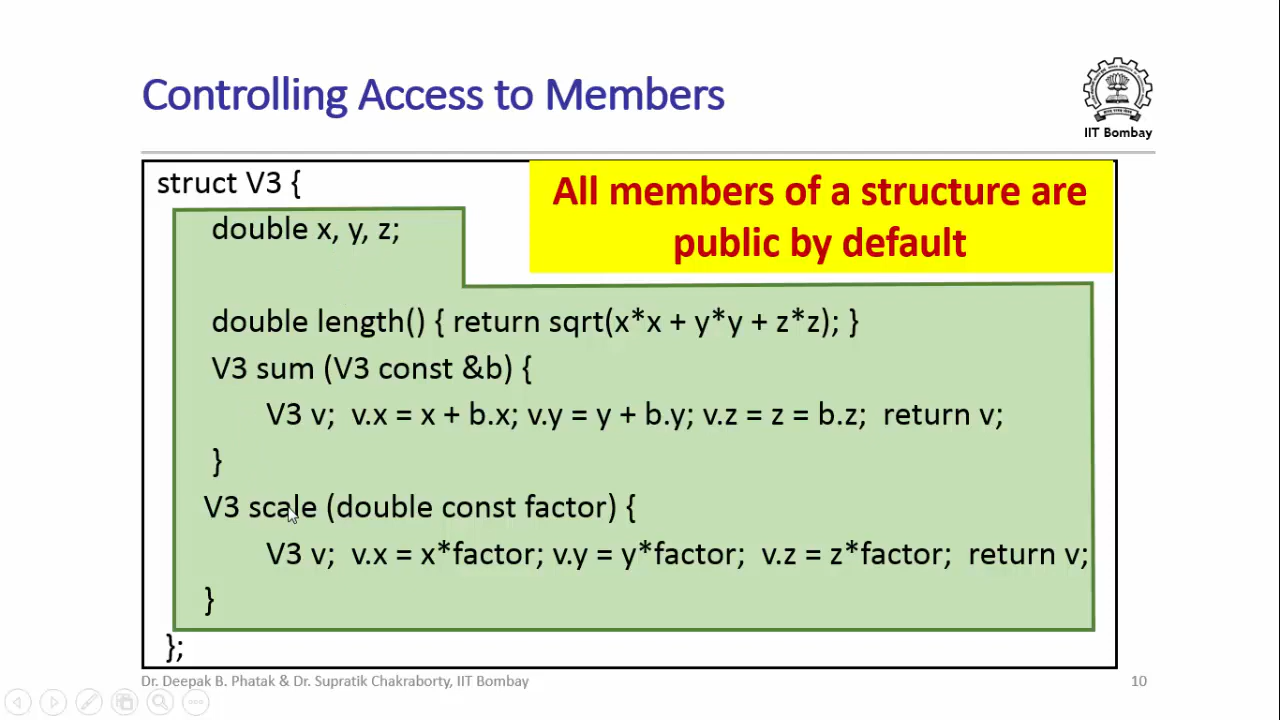 Controlling Access to Members
IIT Bombay
struct V3 {
All members of a structure are
public by default
double x, y, z;
double length() { return sqrt(x*x + y*y + z*z); }
V3 sum (V3 const &b) {
V3 v; v.x = x + b.x; v.y = y + b.y; v.z = z = b.z; return v;
}
V3 scale (double const factor) {
V3 v; v.x = x*factor; v.y = y*factor; v.z = z*factor; return v;
}
};
Dr. Deepak B. Phatak & Dr. Supratik Chakraborty, IIT Bombay
10